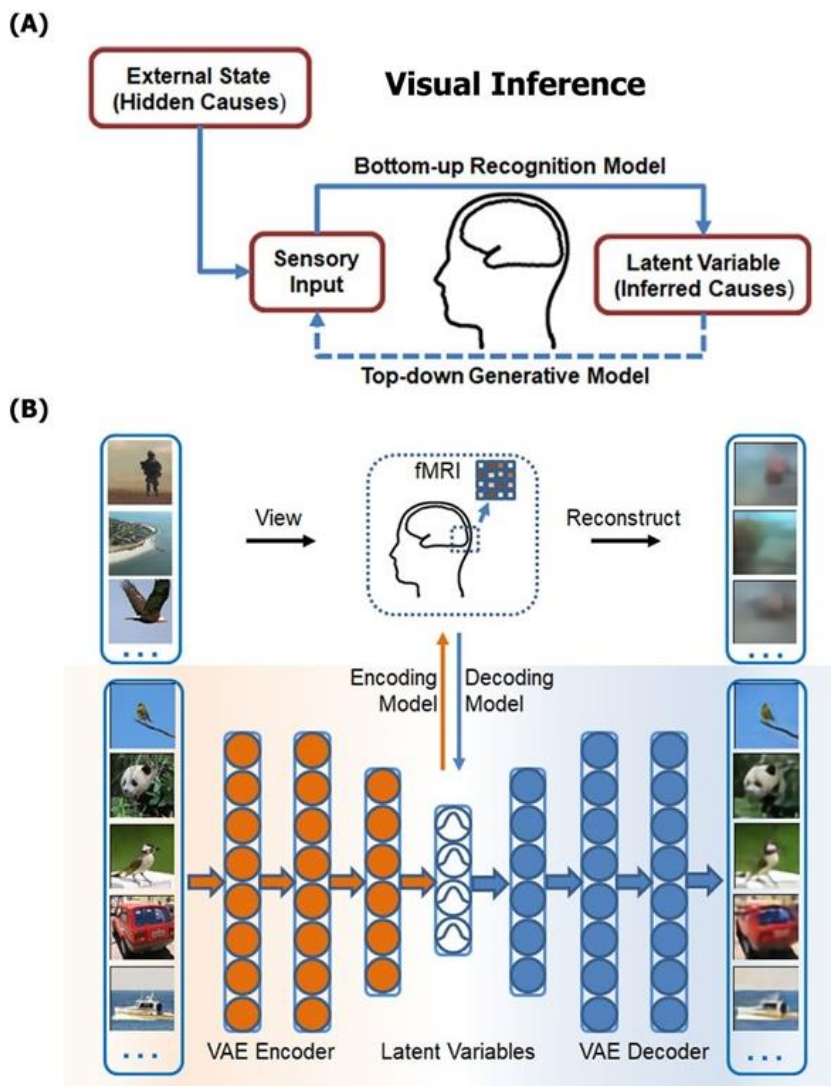 (A)
External State
(Hidden Causes)
Visual Inference
Bottom-up Recognition Model
Sensory
Input
Latent Variable
(Inferred Causes)
Top-down Generative Model
(B)
fMRI
View
Reconstruct
...
...
Encoding
Model
Decoding
Model
...
...
VAE Encoder
Latent Variables
VAE Decoder